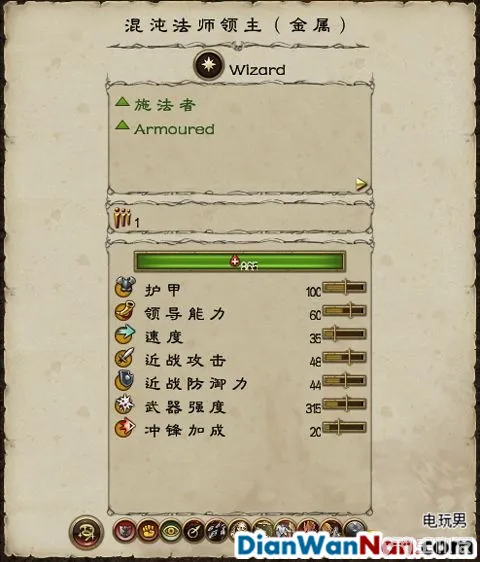 混沌法师领主（金属）
Wizard
施法者
Armoured
1
护甲 100
领导能力 60
速度 35
近战攻击 48
近战防御力 44
武器强度 315
冲锋加成 20
电玩男
DianWanNan.com